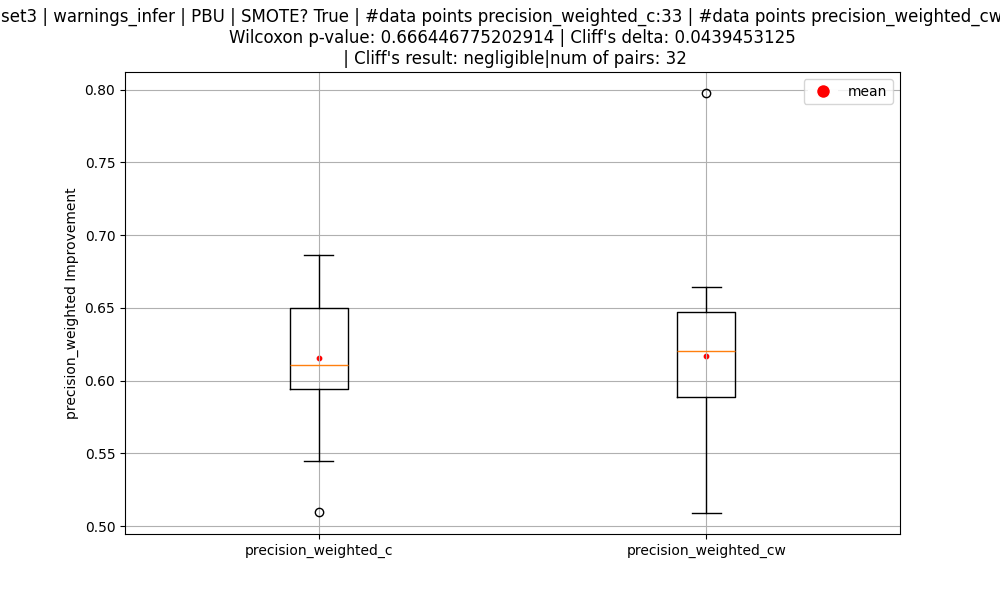 set3 | warnings_infer | PBU | SMOTE? True | #data points precision_weighted_c:33 | #data points precision_weighted_cw
Wilcoxon p-value: 0.666446775202914 | Cliff's delta: 0.0439453125
| Cliff's result: negligible|num of pairs: 32
mean
0.80
0.75
0.70
0.65
0.60
0.55
0.50
precision_weighted Improvement
precision_weighted_c
precision_weighted_cw